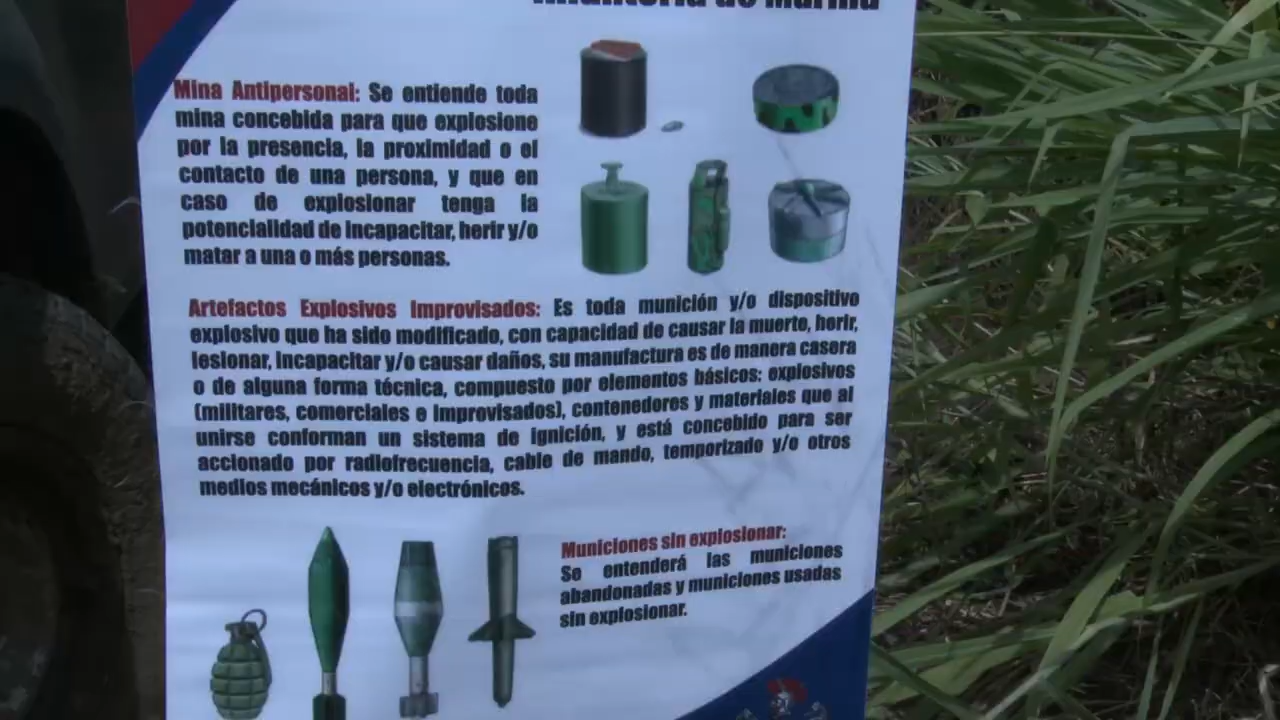 Infantería de Marina
Mina Antipersonal: Se entiende toda
mina concebida para que explosione
por la presencia, la proximidad o el
contacto de una persona, y que en
caso de explosionar tenga la
potencialidad de incapacitar, herir y/o
matar a una o más personas.
Artefactos Explosivos Improvisados: Es toda munición y/o dispositivo
explosivo que ha sido modificado, con capacidad de causar la muerte, herir,
lesionar, incapacitar y/o causar daños, su manufactura es de manera casera
o de alguna forma técnica, compuesto por elementos básicos: explosivos
(militares, comerciales e improvisados), contenedores y materiales que al
unirse conforman un sistema de ignición, y está concebido para ser
accionado por radiofrecuencia, cable de mando, temporizado y/o otros
medios mecánicos y/o electrónicos.
Municiones sin explosionar:
Se entenderá las municiones
abandonadas y municiones usadas
sin explosionar.